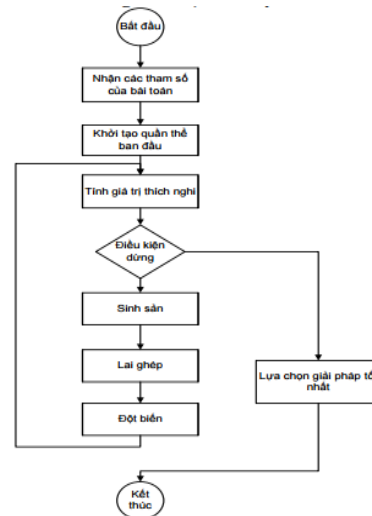 Bắt đầu
Nhận các tham số
của bài toán
Khởi tạo quần thể
ban đầu
Tính giá trị thích nghi
Điều kiện
dừng
Sinh sản
Lai ghép
Lựa chọn giải pháp tố
nhất
Đột biến
Kết
thúc